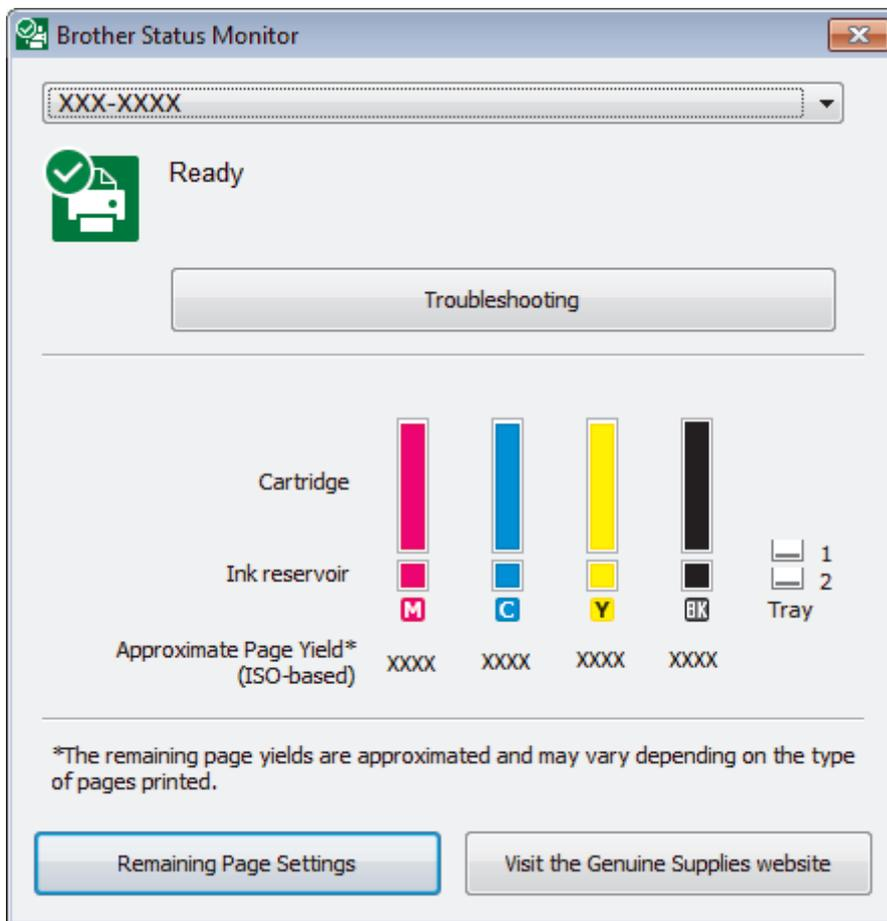 Brother Status Monitor
XXX-XXXX
Ready
Troubleshooting
Cartridge
Ink reservoir
1
2
M C Y BK Tray
Approximate Page Yield*
(ISO-based)
XXXX XXXX XXXX XXXX
*The remaining page yields are approximated and may vary depending on the type
of pages printed.
Remaining Page Settings
Visit the Genuine Supplies website